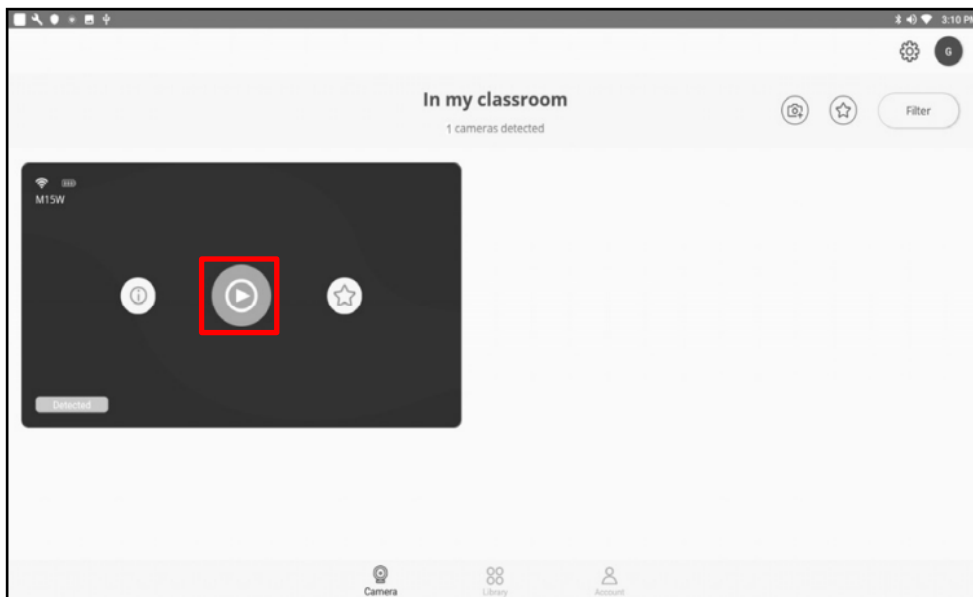 3:10 PM
G
In my classroom
1 cameras detected
Filter
M15W
Detected
Camera
Library
Account